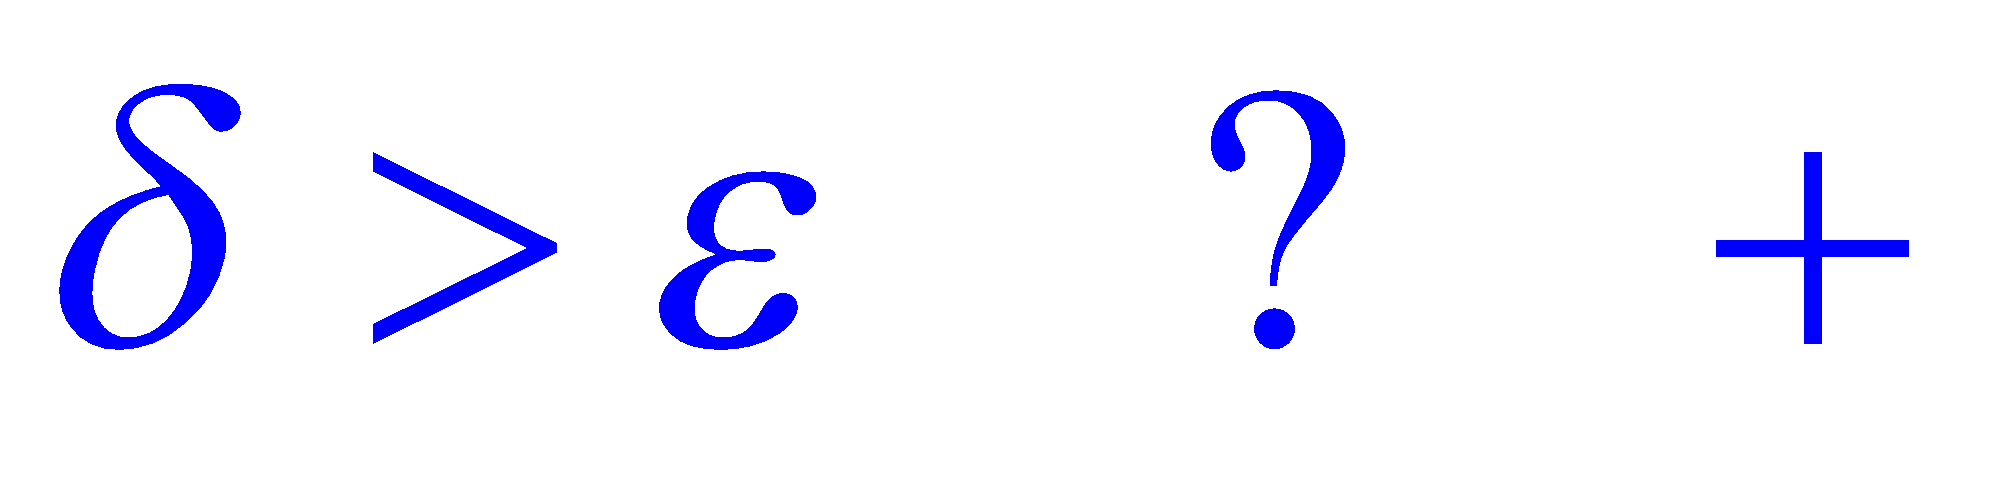 δ > ε ? +